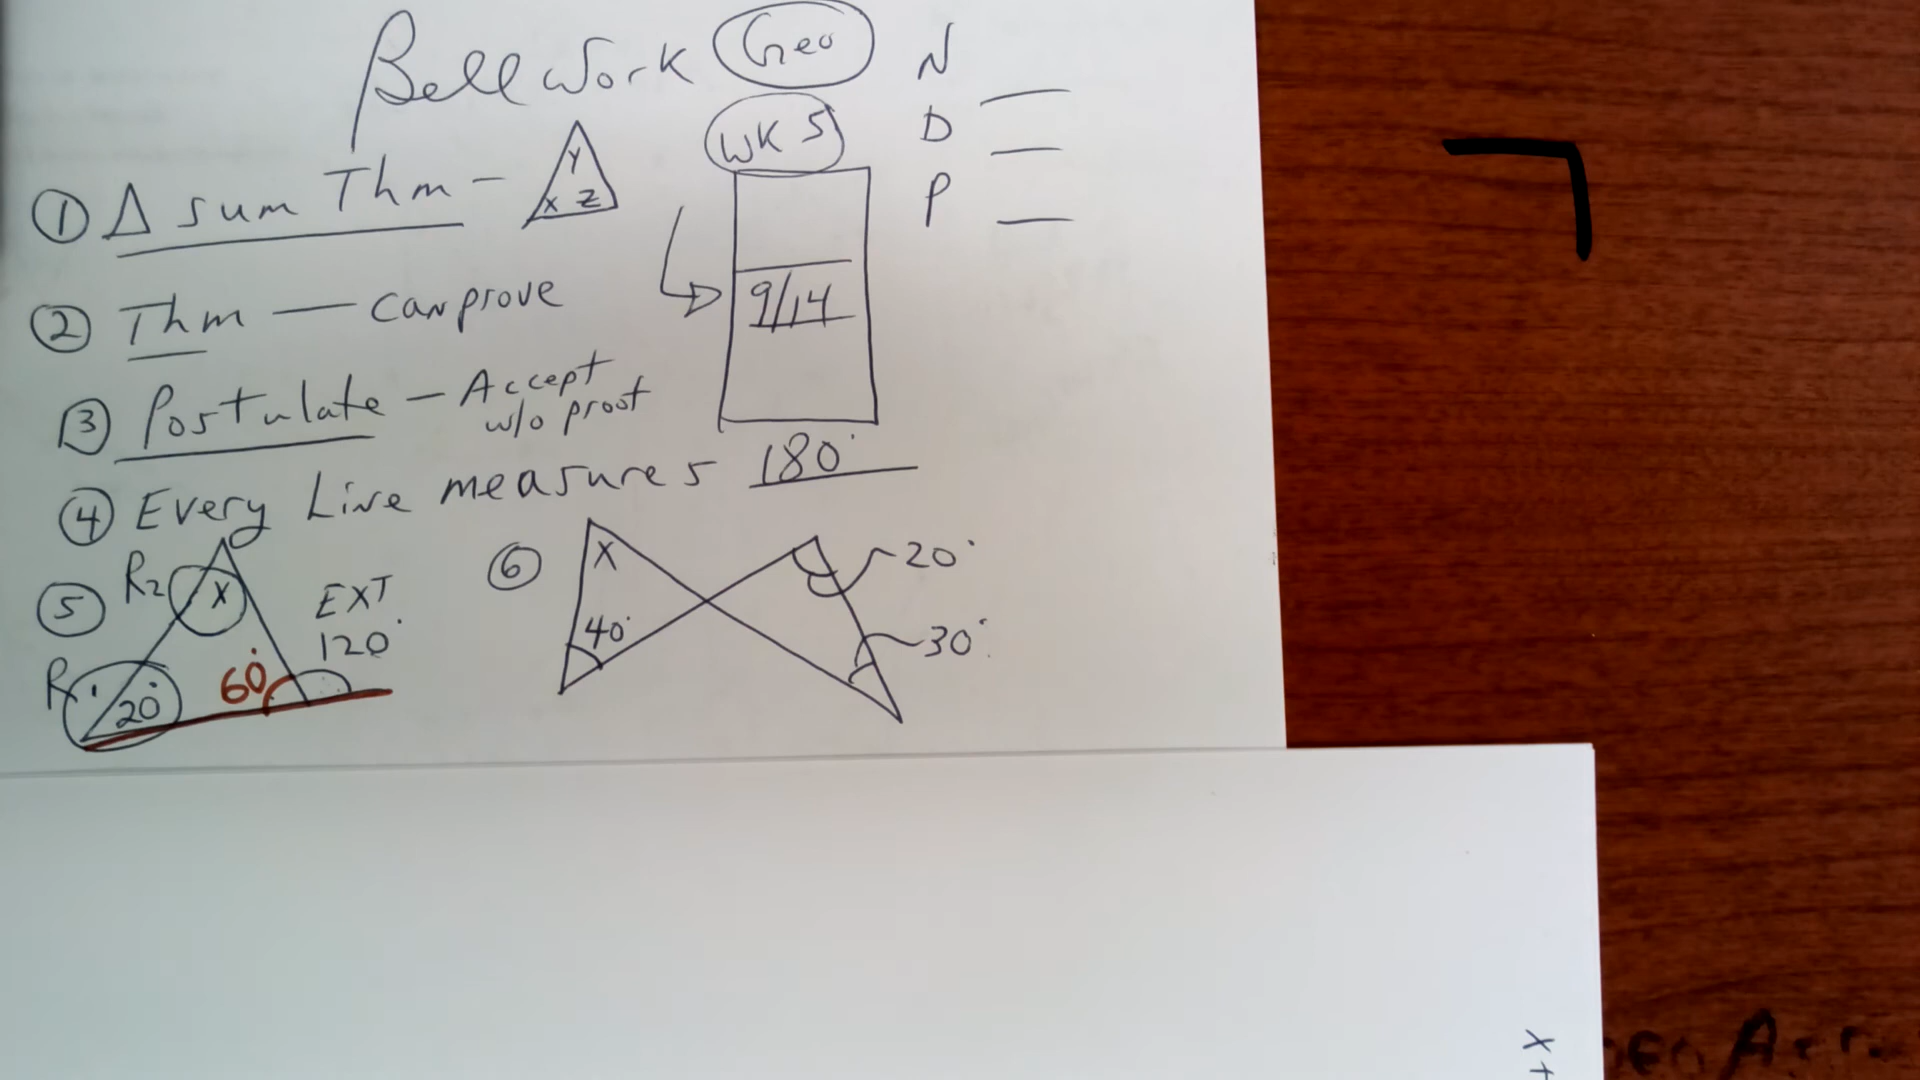 Bell Work Geo
WK 5
N
D
P
① Δ sum Thm - X Y Z
② Thm — can prove
9/14
③ Postulate - Accept
w/o proof
④ Every Line measures 180°
⑤ R2 X EXT
120°
R1 20° 60°
⑥ X 40° 20°
30°
x+